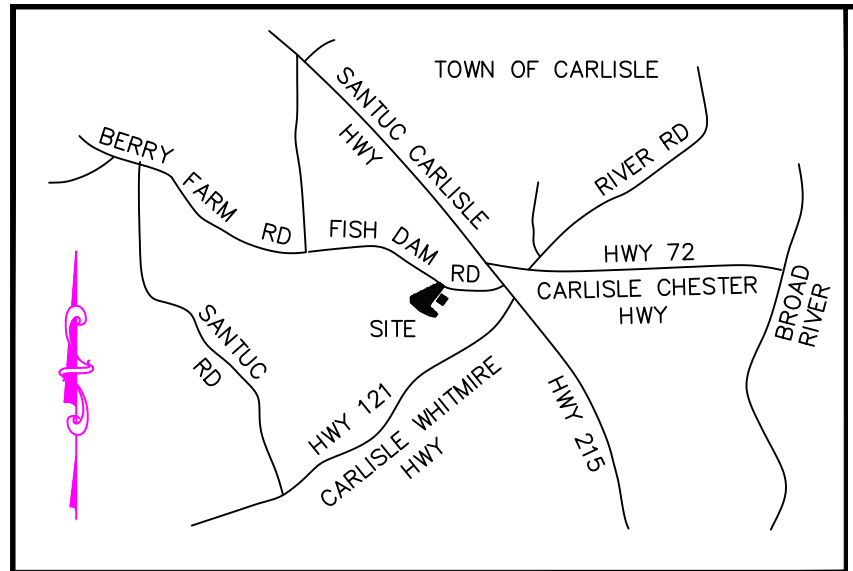 TOWN OF CARLISLE
SANTUC CARLISLE
HWY
BERRY FARM RD
RIVER RD
FISH DAM RD
HWY 72
CARLISLE CHESTER
HWY
BROAD
RIVER
SITE
SANTUC
RD
HWY 121
CARLISLE WHITMIRE
HWY
HWY 215